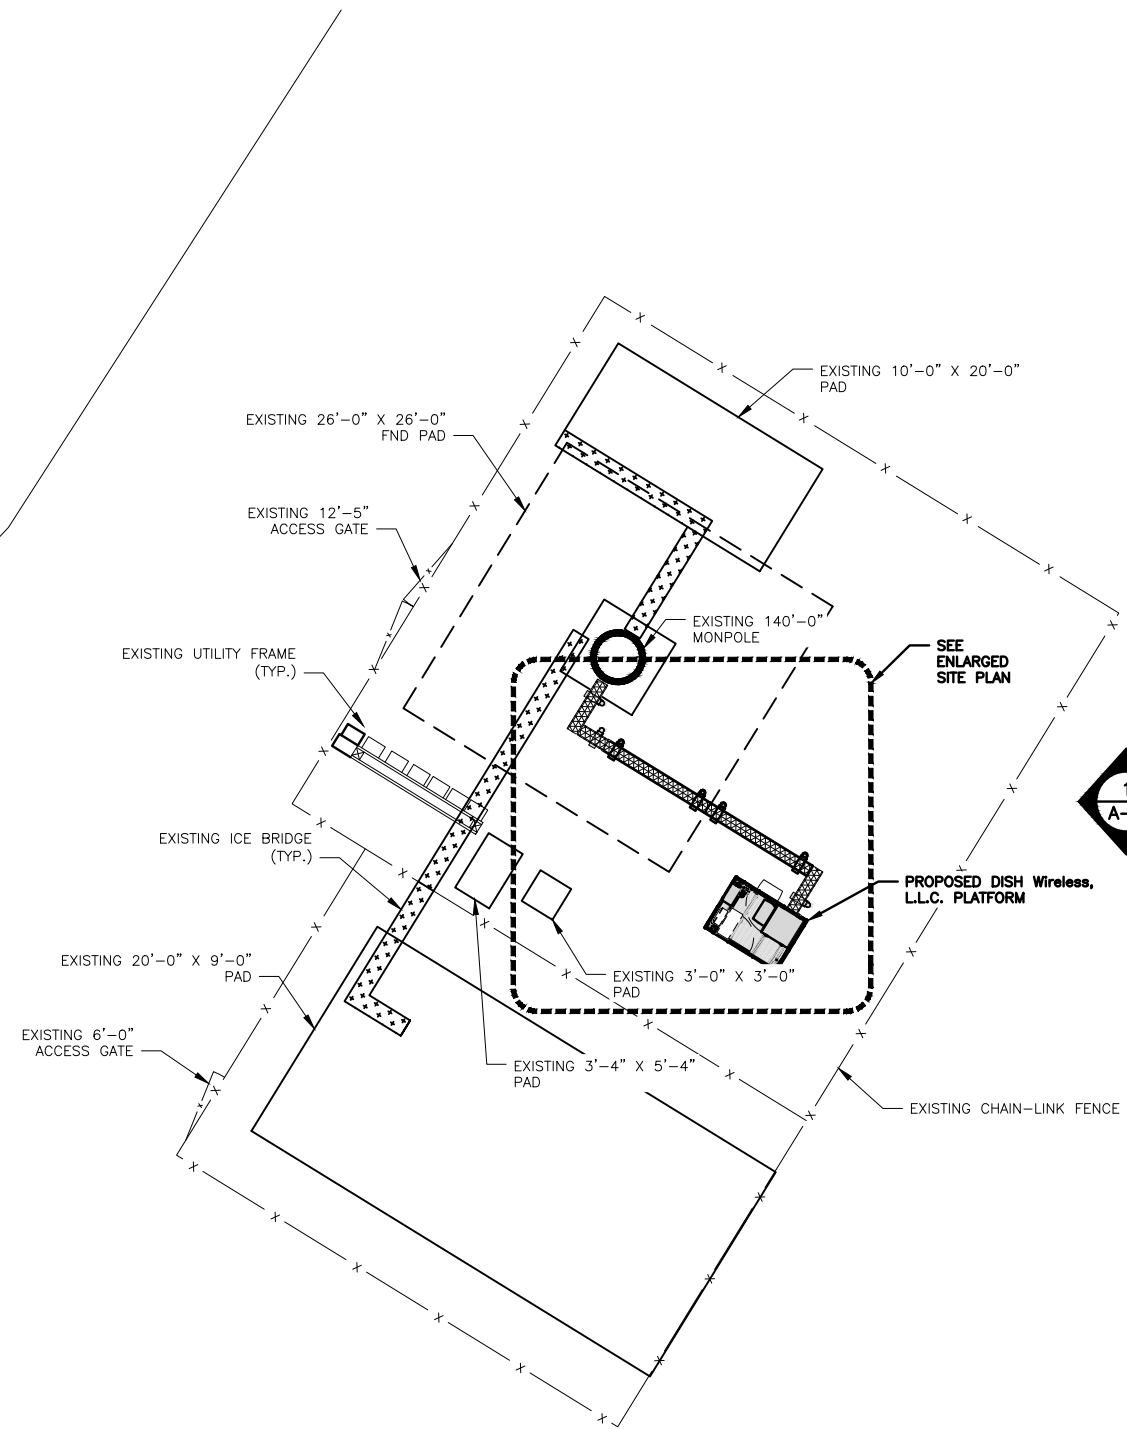 EXISTING 10'-0" X 20'-0"
PAD
EXISTING 26'-0" X 26'-0"
FND PAD
EXISTING 12'-5"
ACCESS GATE
EXISTING 140'-0"
MONPOLE
SEE
ENLARGED
SITE PLAN
EXISTING UTILITY FRAME
(TYP.)
A-
EXISTING ICE BRIDGE
(TYP.)
PROPOSED DISH Wireless,
L.L.C. PLATFORM
EXISTING 20'-0" X 9'-0"
PAD
EXISTING 3'-0" X 3'-0"
PAD
EXISTING 6'-0"
ACCESS GATE
EXISTING 3'-4" X 5'-4"
PAD
EXISTING CHAIN-LINK FENCE